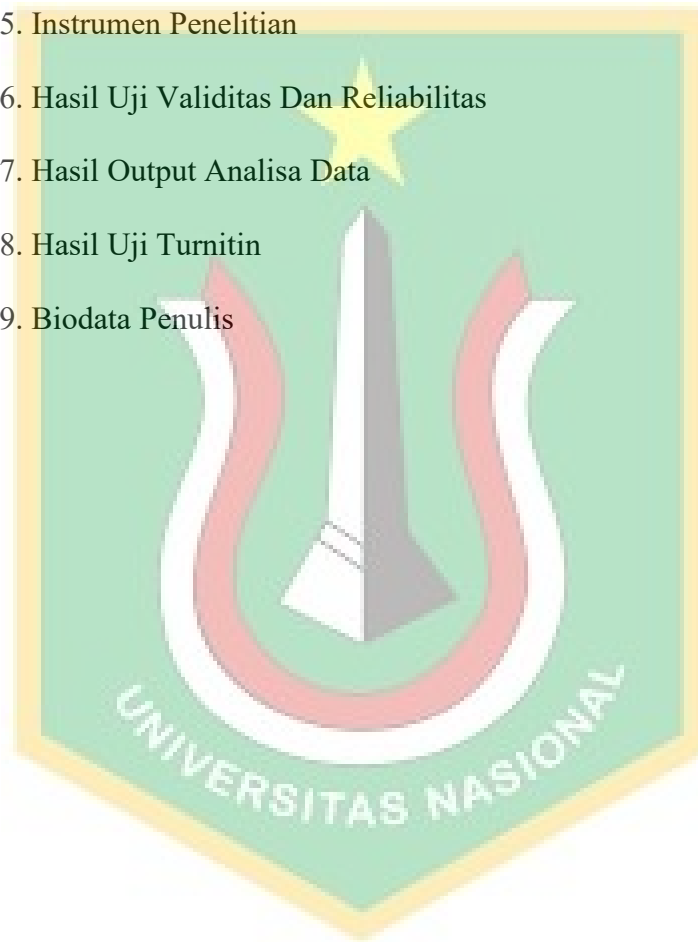 5. Instrumen Penelitian
6. Hasil Uji Validitas Dan Reliabilitas
7. Hasil Output Analisa Data
8. Hasil Uji Turnitin
9. Biodata Penulis
UNIVERSITAS NASIONAL